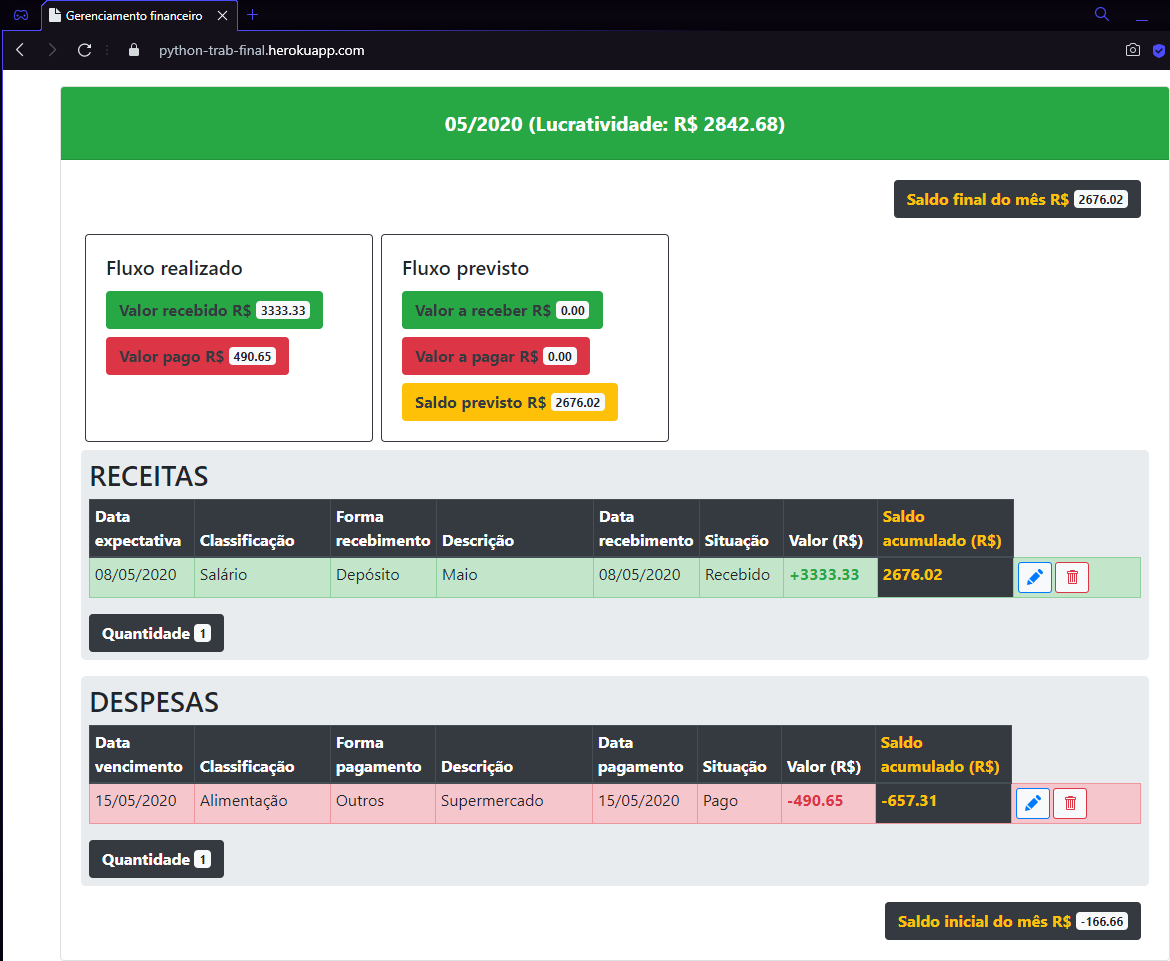 Gerenciamento financeiro
python-trab-final.herokuapp.com
05/2020 (Lucratividade: R$ 2842.68)
Saldo final do mês R$ 2676.02
Fluxo realizado
Valor recebido R$ 3333.33
Valor pago R$ 490.65
Fluxo previsto
Valor a receber R$ 0.00
Valor a pagar R$ 0.00
Saldo previsto R$ 2676.02
RECEITAS
Data expectativa Classificação Forma recebimento Descrição Data recebimento Situação Valor (R$) Saldo acumulado (R$)
08/05/2020 Salário Depósito Maio 08/05/2020 Recebido +3333.33 2676.02
Quantidade 1
DESPESAS
Data vencimento Classificação Forma pagamento Descrição Data pagamento Situação Valor (R$) Saldo acumulado (R$)
15/05/2020 Alimentação Outros Supermercado 15/05/2020 Pago -490.65 -657.31
Quantidade 1
Saldo inicial do mês R$ -166.66